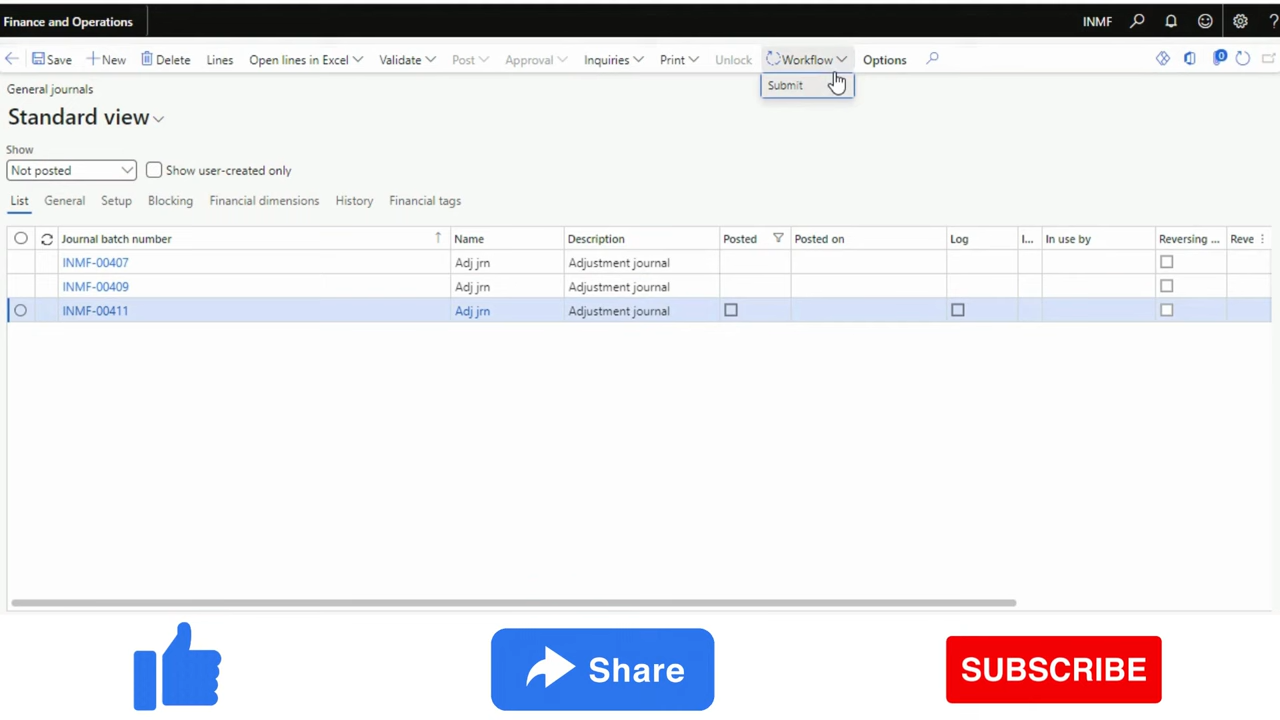 Finance and Operations INMF ?
Save New Delete Lines Open lines in Excel Validate Post Approval Inquiries Print Unlock Workflow Options 0
Submit
General journals
Standard view
Show
Not posted Show user-created only
List General Setup Blocking Financial dimensions History Financial tags
Journal batch number Name Description Posted Posted on Log I... In use by Reversing ... Reve
INMF-00407 Adj jrn Adjustment journal
INMF-00409 Adj jrn Adjustment journal
INMF-00411 Adj jrn Adjustment journal
Share SUBSCRIBE